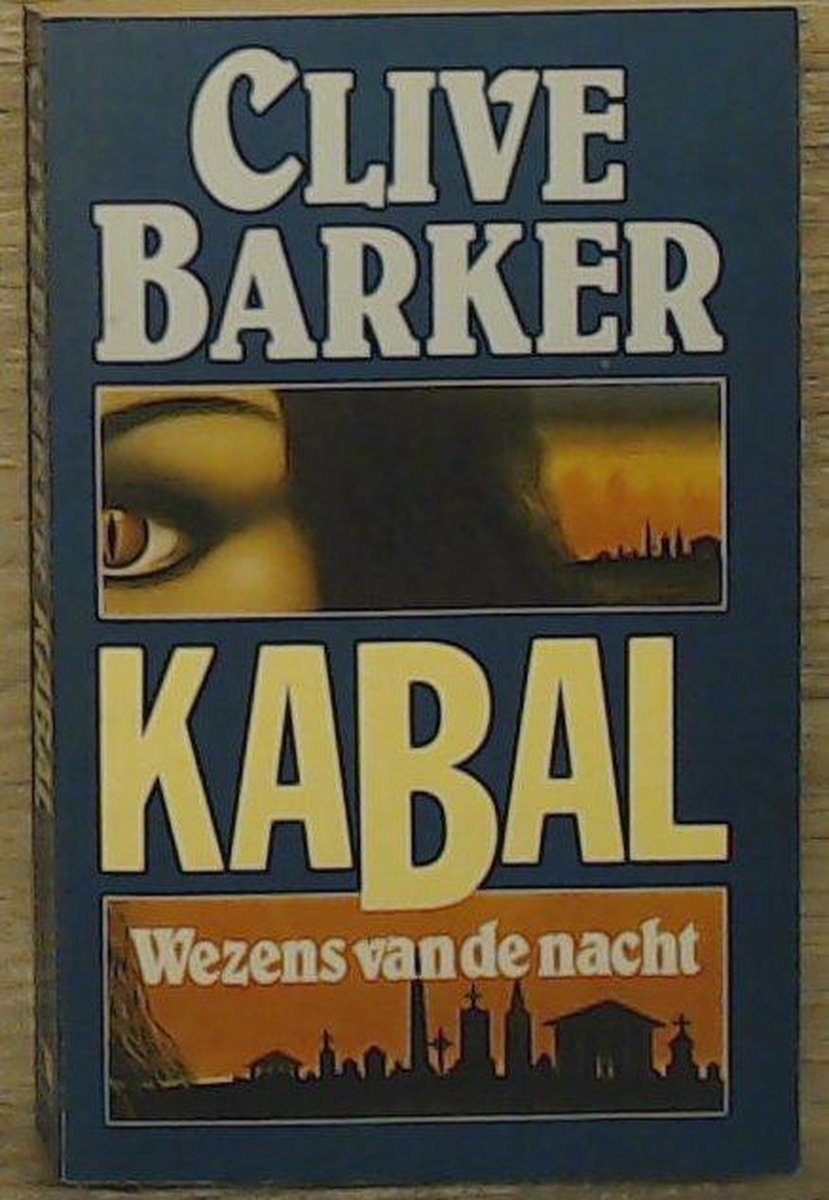 CLIVE
BARKER
KABAL
Wezens van de nacht